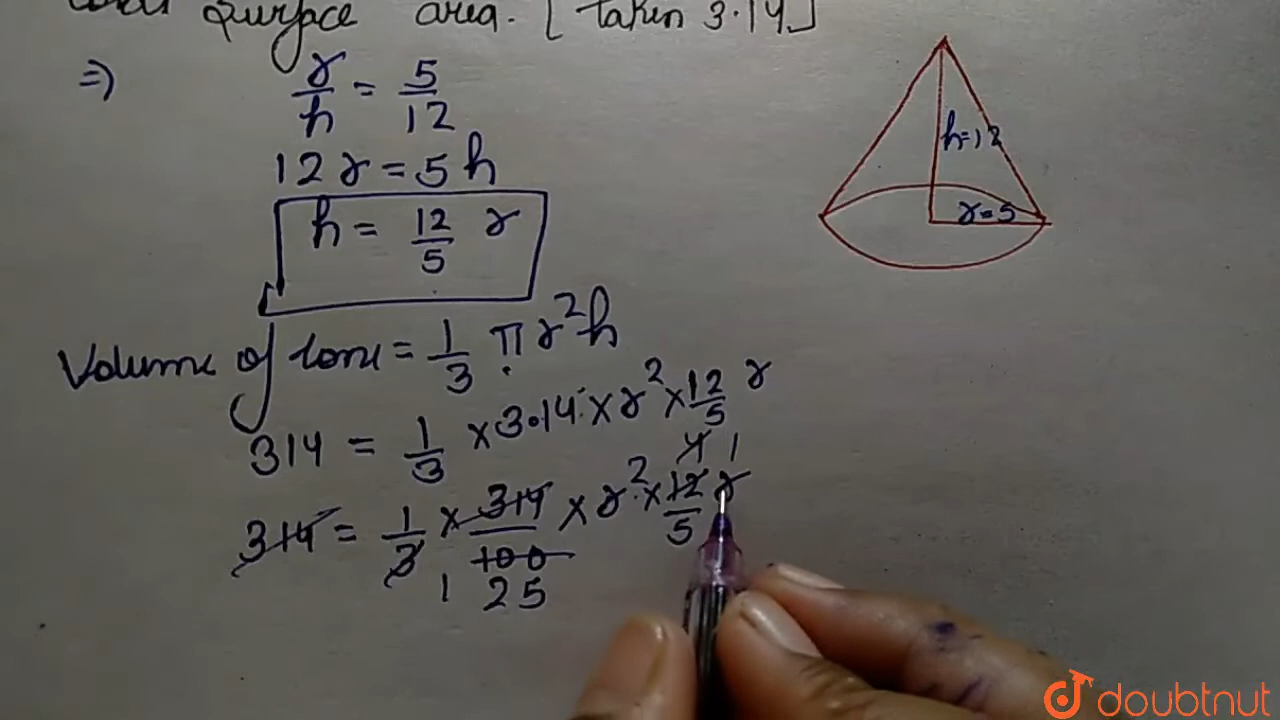 Surface area. [Taken 3.14]
⇒ r/h = 5/12
12r = 5h
h = 12/5 r
h=12
r=5
Volume of cone = 1/3 πr²h
314 = 1/3 × 3.14 × r² × 12/5 r
4 1
314 = 1/3 × 314/100 × r² × 12/5 r
1 25
doubtnut